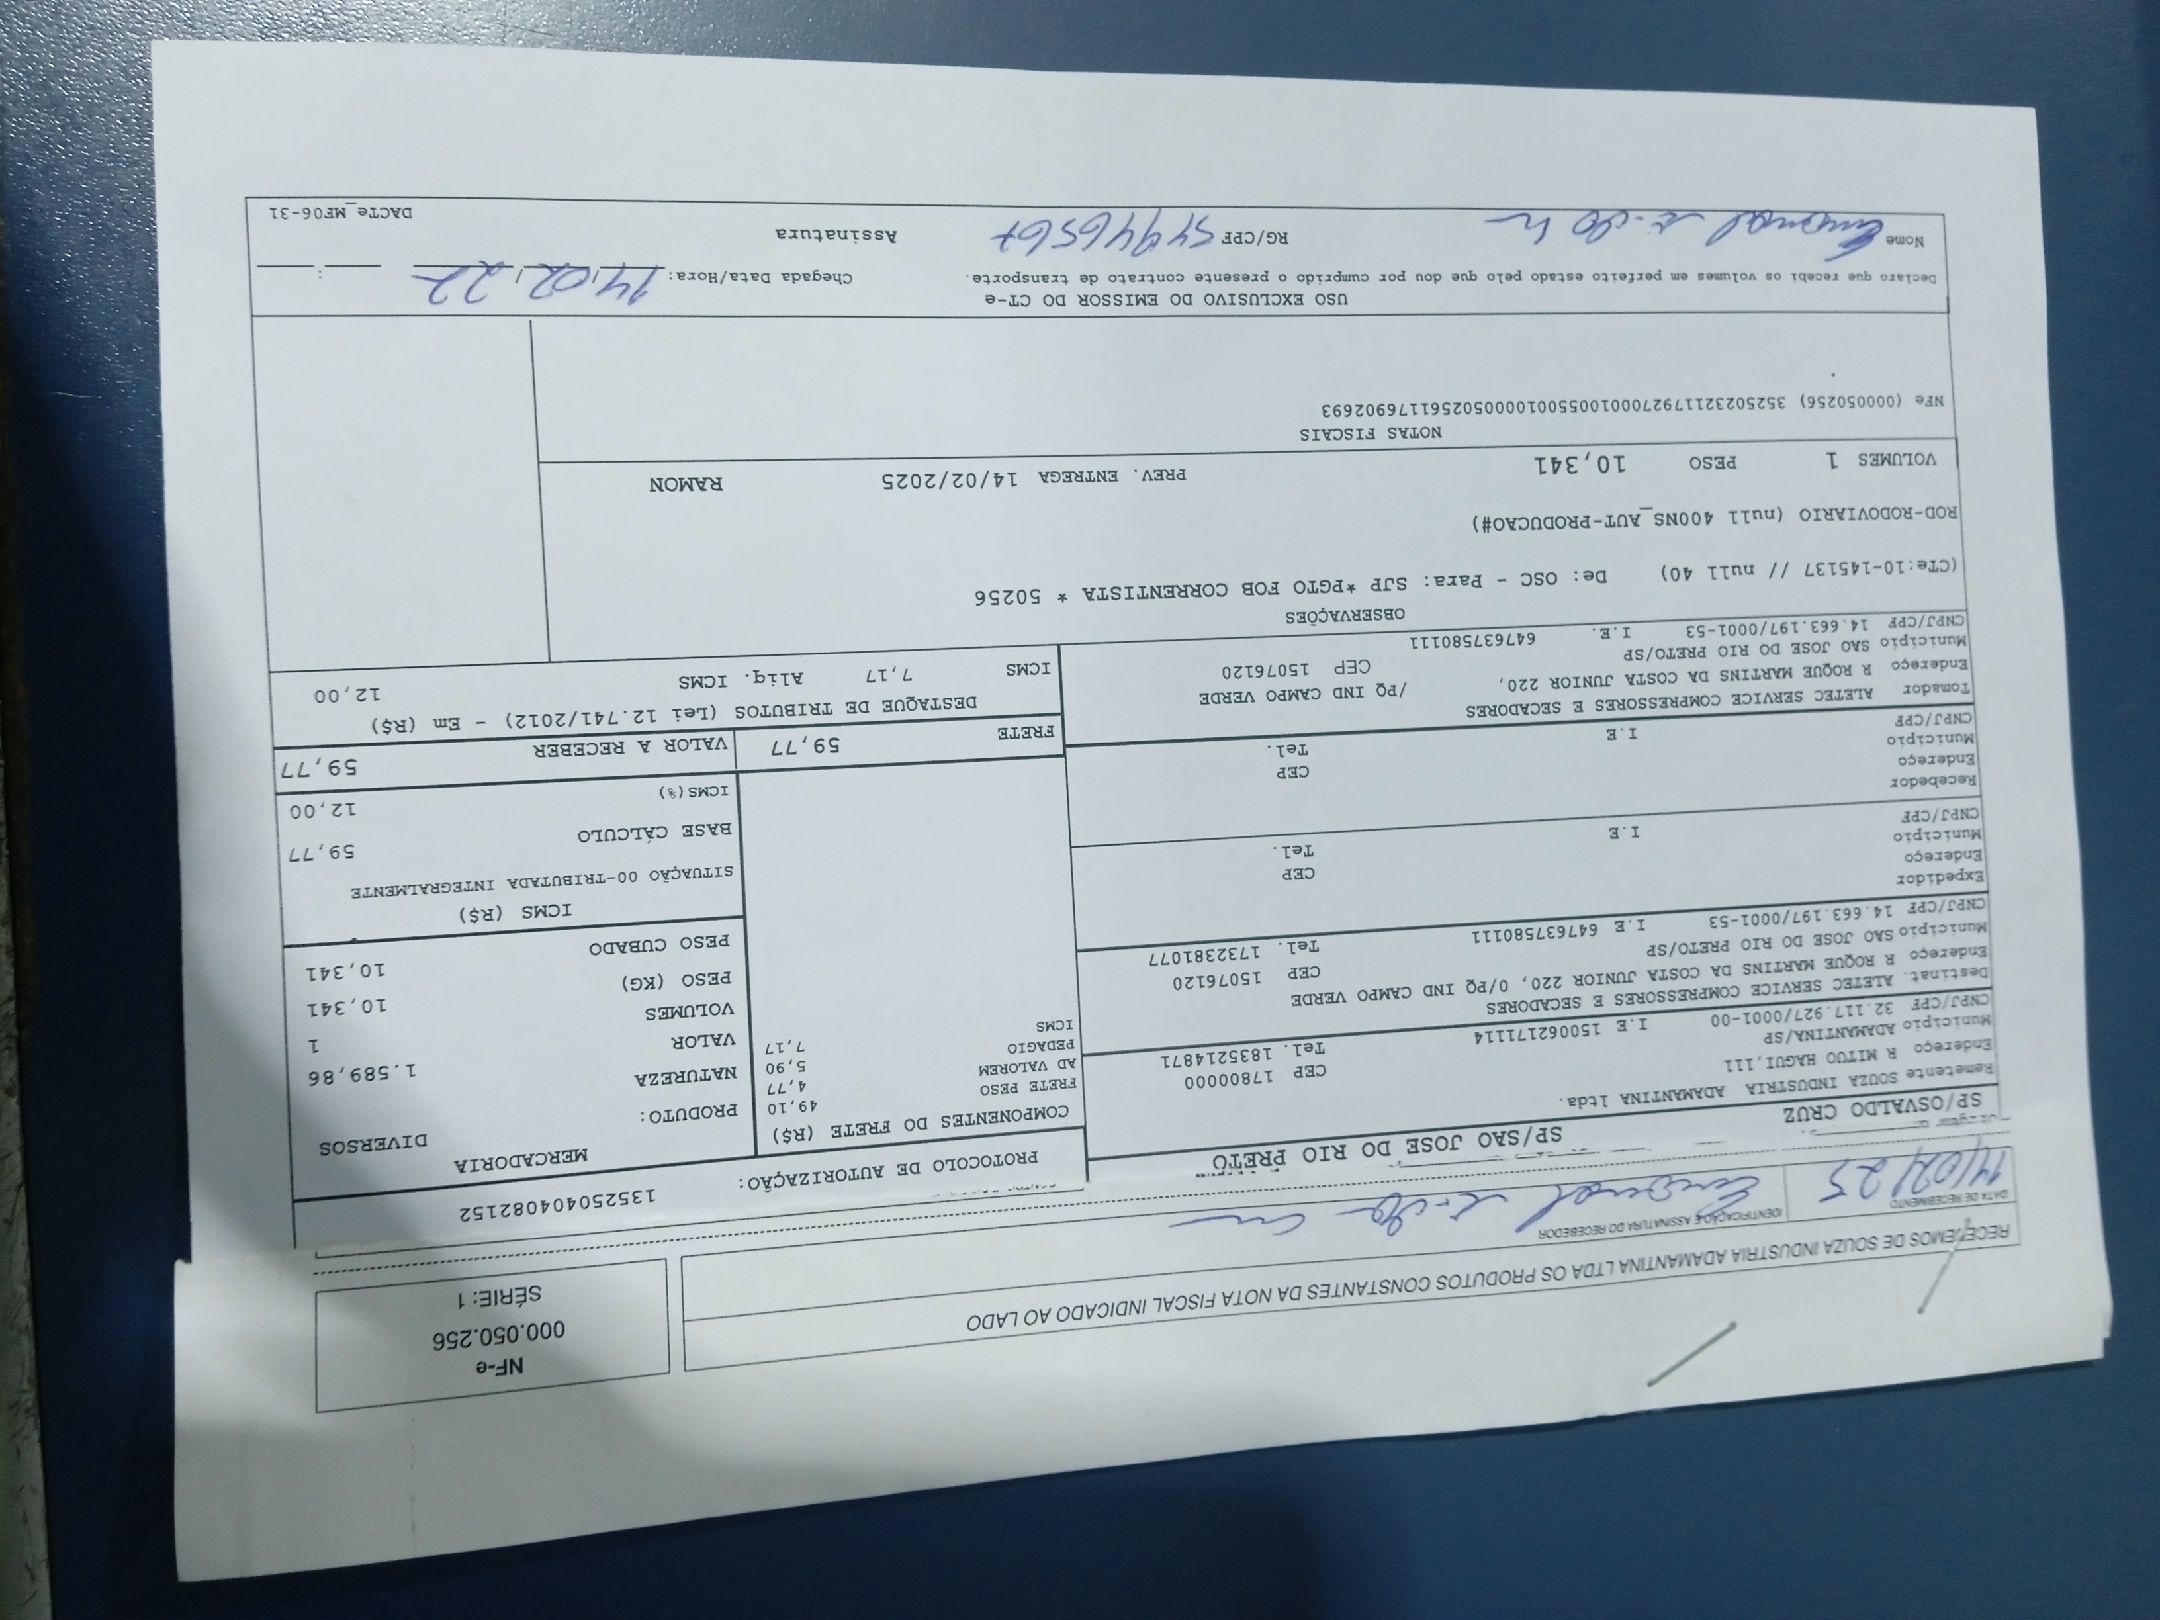 NF-e
000.050.256
SÉRIE: 1
RECEBEMOS DE SOUZA INDUSTRIA ADAMANTINA LTDA OS PRODUTOS CONSTANTES DA NOTA FISCAL INDICADO AO LADO
DATA DE RECEBIMENTO
14/02/25
IDENTIFICAÇÃO E ASSINATURA DO RECEBEDOR
SP/OSVALDO CRUZ
SP/SAO JOSE DO RIO PRETO
PROTOCOLO DE AUTORIZAÇÃO: 135250404082152
Remetente SOUZA INDUSTRIA ADAMANTINA ltda.
Endereço R MITUO HAGUI,111 CEP 17800000
Município ADAMANTINA/SP Tel. 1835214871
CNPJ/CPF 32.117.927/0001-00 I.E 150062171114
Destinat. ALETEC SERVICE COMPRESSORES E SECADORES
Endereço R ROQUE MARTINS DA COSTA JUNIOR 220, 0/PQ IND CAMPO VERDE
Município SAO JOSE DO RIO PRETO/SP CEP 15076120
CNPJ/CPF 14.663.197/0001-53 I.E 647637580111 Tel. 1732381077
Expedidor
Endereço CEP
Município Tel.
CNPJ/CPF I.E
Recebedor
Endereço CEP
Município Tel.
CNPJ/CPF I.E
Tomador ALETEC SERVICE COMPRESSORES E SECADORES
Endereço R ROQUE MARTINS DA COSTA JUNIOR 220, /PQ IND CAMPO VERDE
Município SAO JOSE DO RIO PRETO/SP CEP 15076120
CNPJ/CPF 14.663.197/0001-53 I.E. 647637580111
COMPONENTES DO FRETE (R$)
FRETE PESO 49,10
AD VALOREM 4,77
PEDAGIO 5,90
ICMS 7,17
FRETE 59,77
MERCADORIA
PRODUTO: DIVERSOS
NATUREZA
VALOR 1.589,86
VOLUMES 1
PESO (KG) 10,341
PESO CUBADO 10,341
ICMS (R$)
SITUAÇÃO 00-TRIBUTADA INTEGRALMENTE
BASE CÁLCULO 59,77
ICMS(%) 12,00
VALOR A RECEBER 59,77
DESTAQUE DE TRIBUTOS (Lei 12.741/2012) - Em (R$)
ICMS 7,17 Aliq. ICMS 12,00
OBSERVAÇÕES
(CTe:10-145137 // null 40) De: OSC - Para: SJP *PGTO FOB CORRENTISTA * 50256
ROD-RODOVIARIO (null 400NS_AUT-PRODUCAO#)
VOLUMES 1 PESO 10,341 PREV. ENTREGA 14/02/2025 RAMON
NOTAS FISCAIS
NFe (000050256) 35250232117927000100550010000502561176902693
USO EXCLUSIVO DO EMISSOR DO CT-e
Declaro que recebi os volumes em perfeito estado pelo que dou por cumprido o presente contrato de transporte. Chegada Data/Hora: 14,02,22 :
Nome RG/CPF Assinatura
DACTe_MF06-31